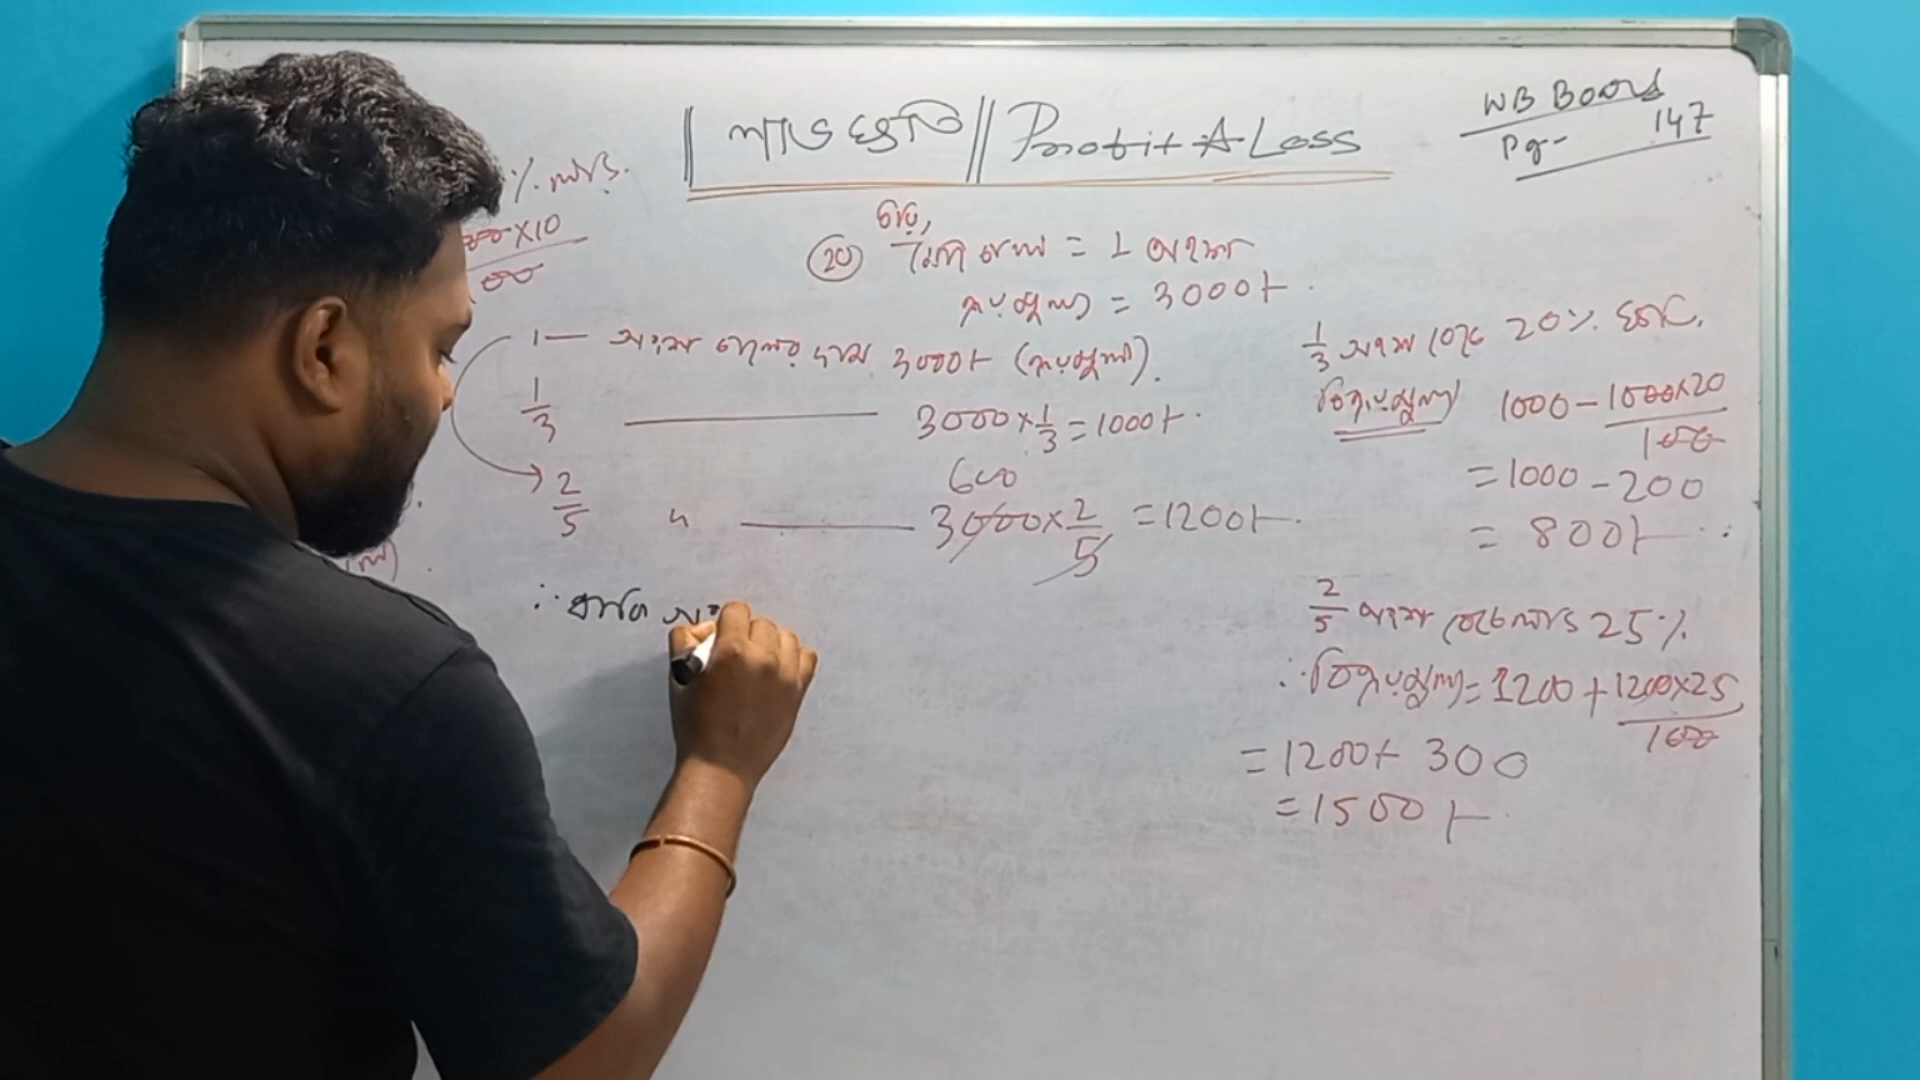 || লাভ ক্ষতি || Profit & Loss
WB Board
Pg- 147
% লাভ.
×10
ধরি,
(20) = 1 অংশ
ক্রয়মূল্য = 3000৳.
1 — অংশ দাম 3000৳ (ক্রয়মূল্য).
1/3 ——— 3000×1/3=1000৳.
600
2/5 " ——— 3000×2/5 =1200৳.
∴ বাকি
1/3 অংশতে 20% ক্ষতি.
বিক্রয়মূল্য 1000-1000×20/100
=1000-200
= 800৳
2/5 অংশ লাভ 25%
∴ বিক্রয়মূল্য=1200+1200×25/100
=1200+ 300
=1500৳